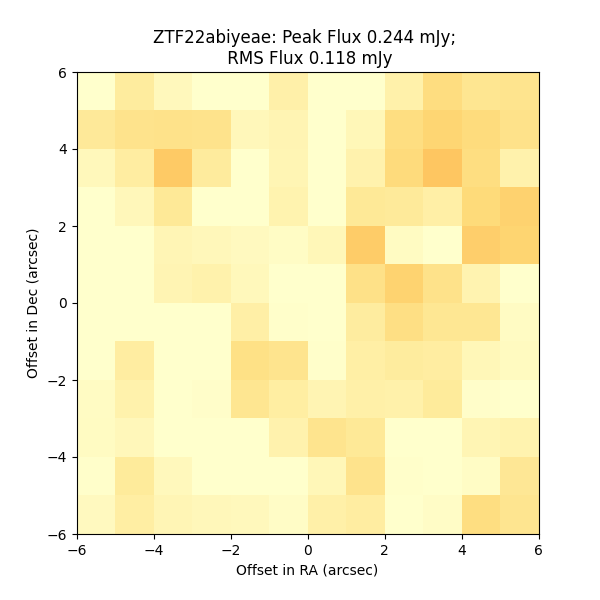 ZTF22abiyeae: Peak Flux 0.244 mJy;
RMS Flux 0.118 mJy
6
4
2
0
−2
−4
−6
Offset in Dec (arcsec)
−6 −4 −2 0 2 4 6
Offset in RA (arcsec)